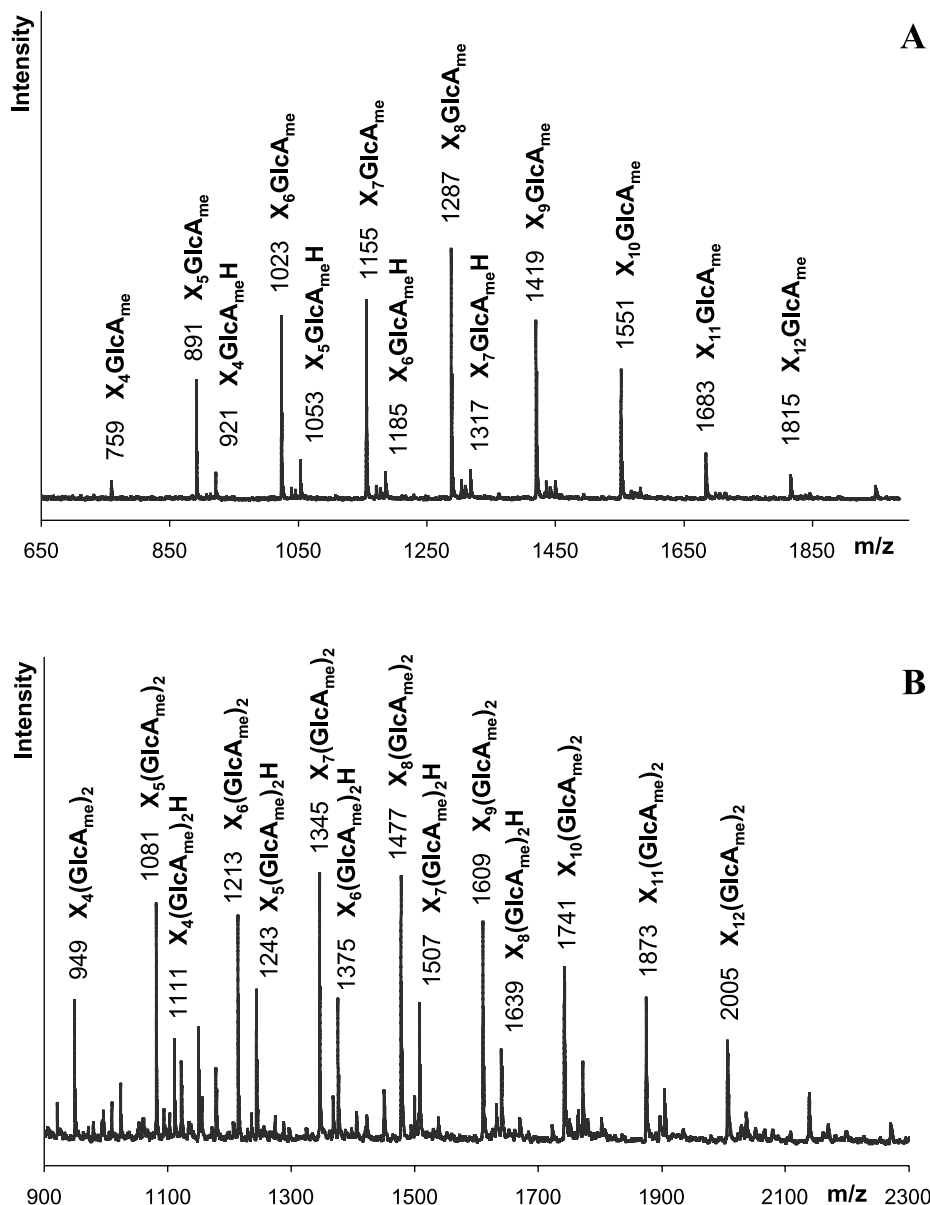 A
Intensity
759 X₄GlcAₘₑ
891 X₅GlcAₘₑ
921 X₄GlcAₘₑH
1023 X₆GlcAₘₑ
1053 X₅GlcAₘₑH
1155 X₇GlcAₘₑ
1185 X₆GlcAₘₑH
1287 X₈GlcAₘₑ
1317 X₇GlcAₘₑH
1419 X₉GlcAₘₑ
1551 X₁₀GlcAₘₑ
1683 X₁₁GlcAₘₑ
1815 X₁₂GlcAₘₑ
650 850 1050 1250 1450 1650 1850 m/z
B
Intensity
949 X₄(GlcAₘₑ)₂
1081 X₅(GlcAₘₑ)₂
1111 X₄(GlcAₘₑ)₂H
1213 X₆(GlcAₘₑ)₂
1243 X₅(GlcAₘₑ)₂H
1345 X₇(GlcAₘₑ)₂
1375 X₆(GlcAₘₑ)₂H
1477 X₈(GlcAₘₑ)₂
1507 X₇(GlcAₘₑ)₂H
1609 X₉(GlcAₘₑ)₂
1639 X₈(GlcAₘₑ)₂H
1741 X₁₀(GlcAₘₑ)₂
1873 X₁₁(GlcAₘₑ)₂
2005 X₁₂(GlcAₘₑ)₂
900 1100 1300 1500 1700 1900 2100 m/z 2300